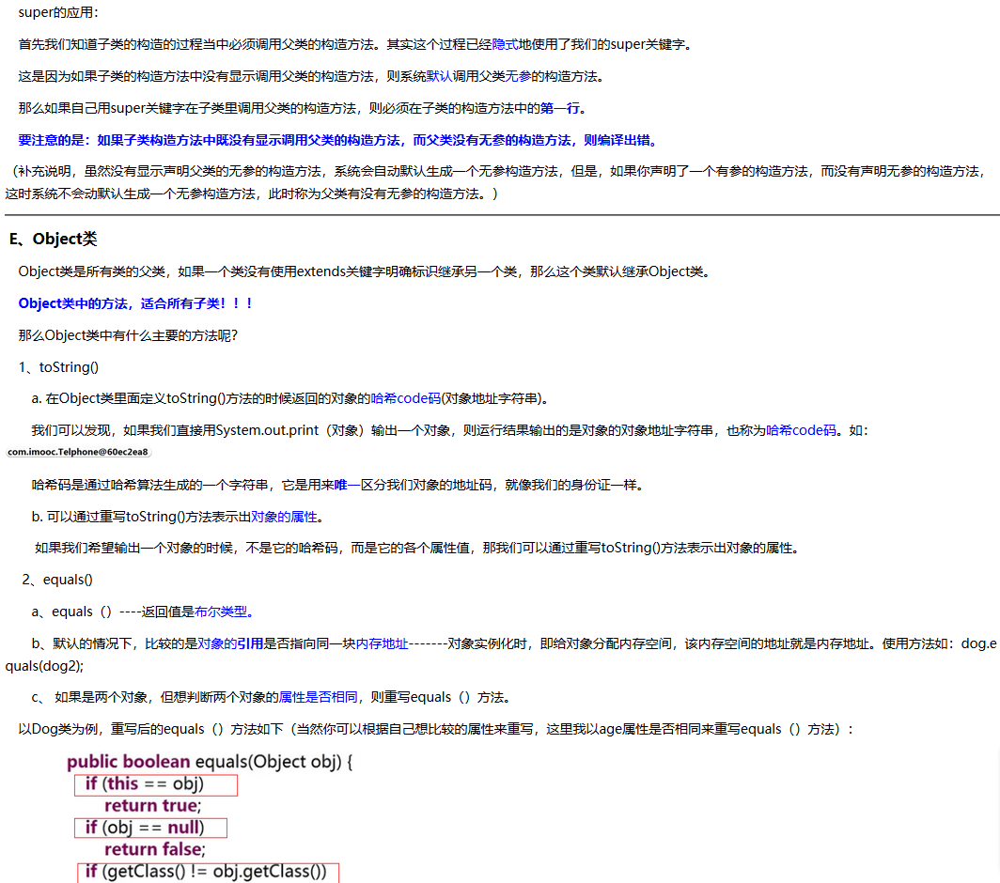 super的应用：
首先我们知道子类的构造的过程当中必须调用父类的构造方法。其实这个过程已经隐式地使用了我们的super关键字。
这是因为如果子类的构造方法中没有显示调用父类的构造方法，则系统默认调用父类无参的构造方法。
那么如果自己用super关键字在子类里调用父类的构造方法，则必须在子类的构造方法中的第一行。
要注意的是：如果子类构造方法中既没有显示调用父类的构造方法，而父类没有无参的构造方法，则编译出错。
（补充说明，虽然没有显示声明父类的无参的构造方法，系统会自动默认生成一个无参构造方法，但是，如果你声明了一个有参的构造方法，而没有声明无参的构造方法，
这时系统不会动默认生成一个无参构造方法，此时称为父类有没有无参的构造方法。）
E、Object类
Object类是所有类的父类，如果一个类没有使用extends关键字明确标识继承另一个类，那么这个类默认继承Object类。
Object类中的方法，适合所有子类！！！
那么Object类中有什么主要的方法呢？
1、toString()
a. 在Object类里面定义toString()方法的时候返回的对象的哈希code码(对象地址字符串)。
我们可以发现，如果我们直接用System.out.print（对象）输出一个对象，则运行结果输出的是对象的对象地址字符串，也称为哈希code码。如：
com.imooc.Telphone@60ec2ea8
哈希码是通过哈希算法生成的一个字符串，它是用来唯一区分我们对象的地址码，就像我们的身份证一样。
b. 可以通过重写toString()方法表示出对象的属性。
如果我们希望输出一个对象的时候，不是它的哈希码，而是它的各个属性值，那我们可以通过重写toString()方法表示出对象的属性。
2、equals()
a、equals（）----返回值是布尔类型。
b、默认的情况下，比较的是对象的引用是否指向同一块内存地址-------对象实例化时，即给对象分配内存空间，该内存空间的地址就是内存地址。使用方法如：dog.e
quals(dog2);
c、 如果是两个对象，但想判断两个对象的属性是否相同，则重写equals（）方法。
以Dog类为例，重写后的equals（）方法如下（当然你可以根据自己想比较的属性来重写，这里我以age属性是否相同来重写equals（）方法）：
public boolean equals(Object obj) {
if (this == obj)
return true;
if (obj == null)
return false;
if (getClass() != obj.getClass())